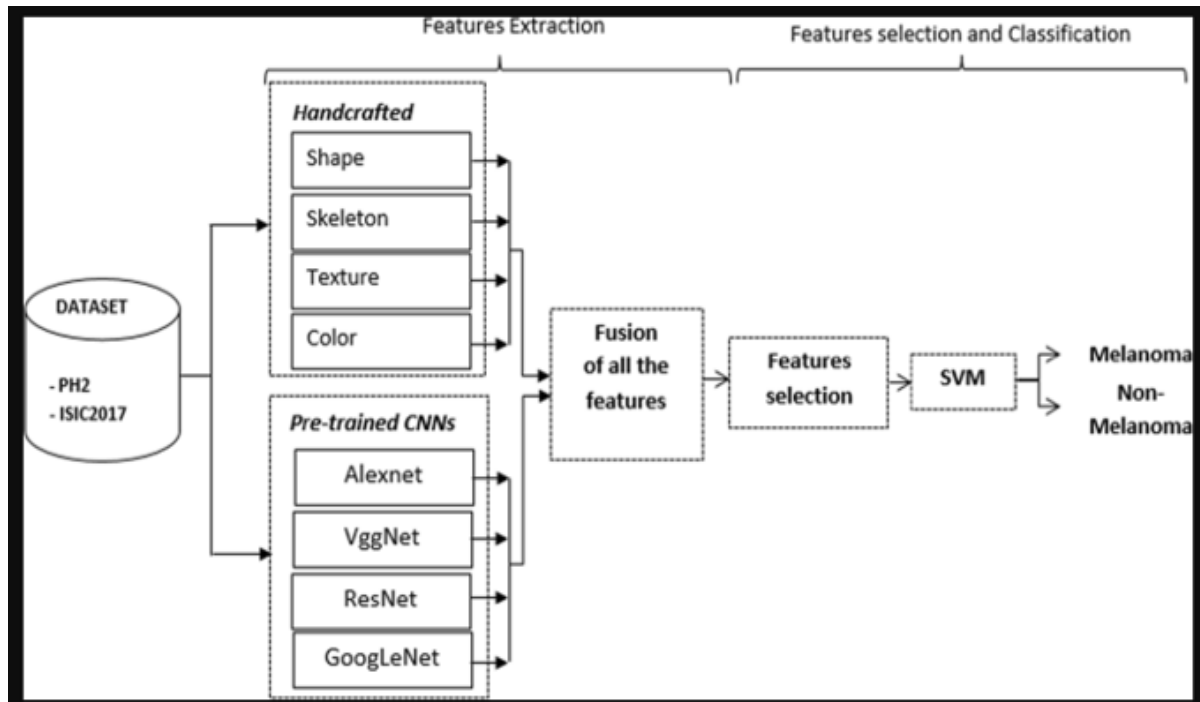 Features Extraction
Features selection and Classification
Handcrafted
Shape
Skeleton
Texture
Color
DATASET
- PH2
- ISIC2017
Pre-trained CNNs
Alexnet
VggNet
ResNet
GoogLeNet
Fusion
of all the
features
Features
selection
SVM
Melanoma
Non-
Melanoma